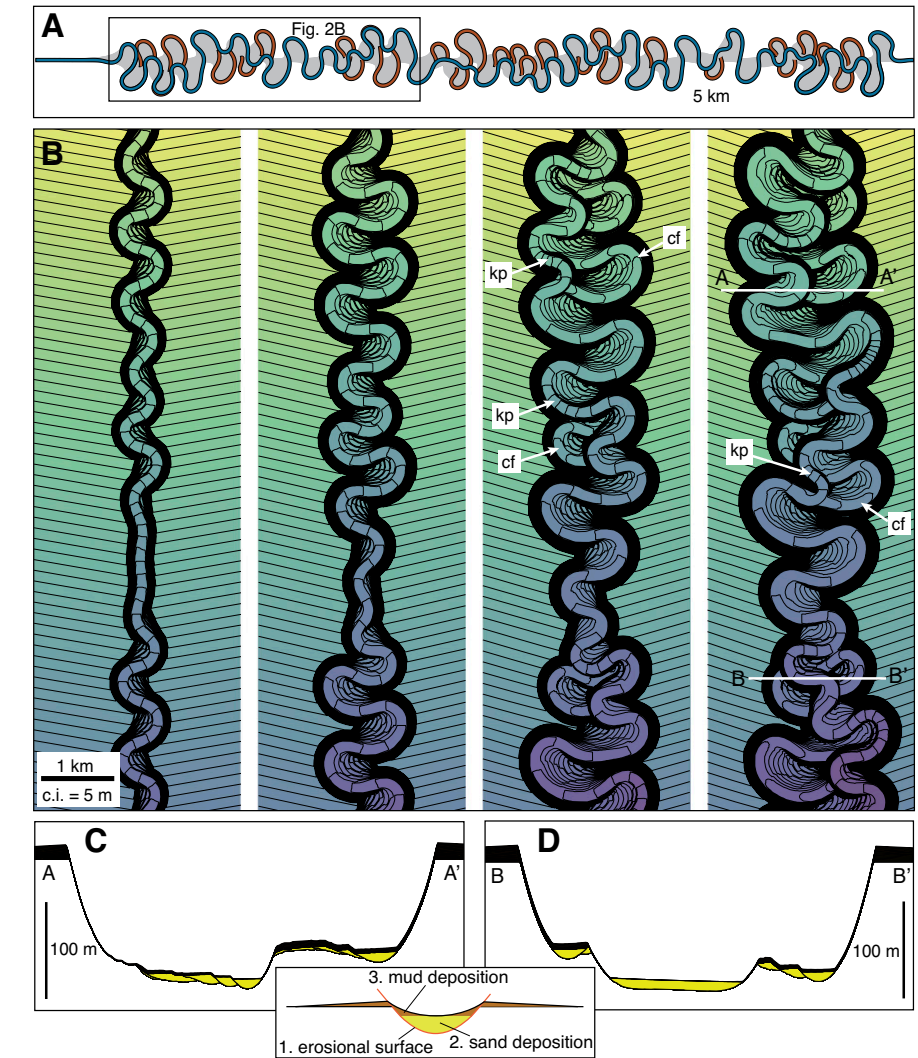 A
Fig. 2B
5 km
B
cf
kp
A
A'
kp
kp
cf
cf
B
B'
1 km
c.i. = 5 m
C
D
A
A'
B
B'
100 m
100 m
3. mud deposition
1. erosional surface
2. sand deposition